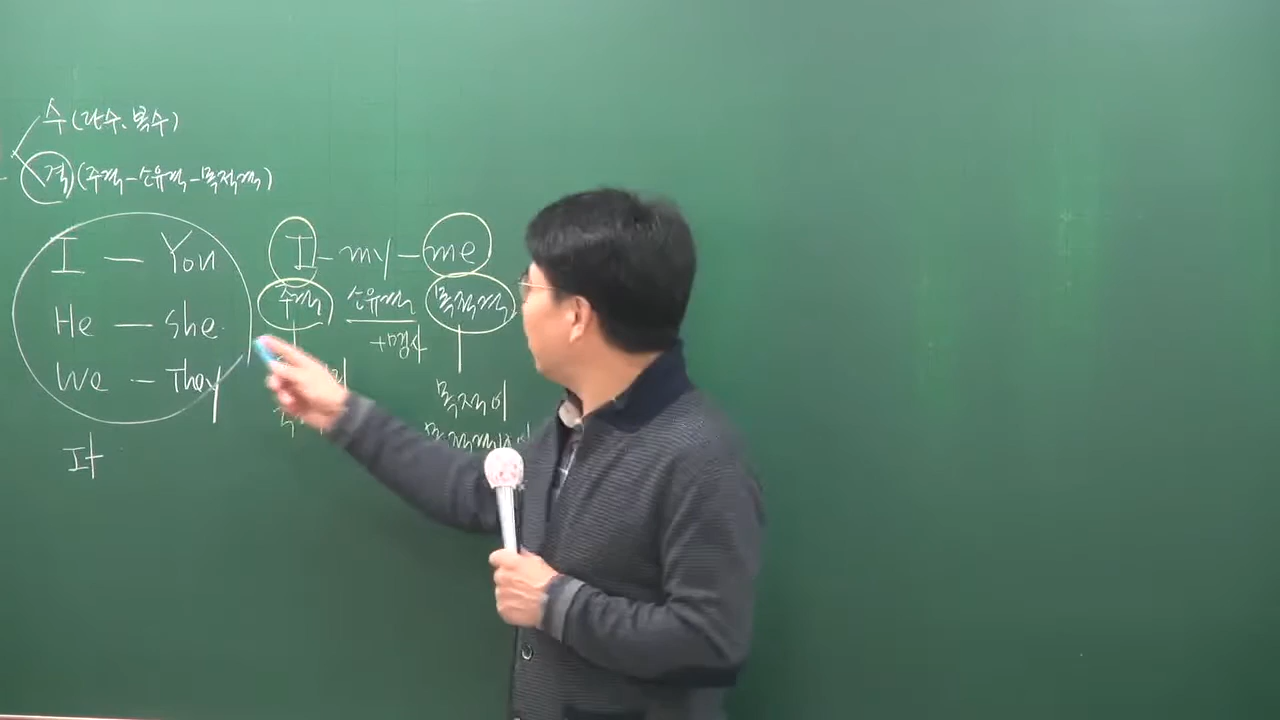 수(단수, 복수)
격(주격-소유격-목적격)
I — You
He — She
We — They
It
I - my - me
주격 소유격 목적격
+명사
목적어